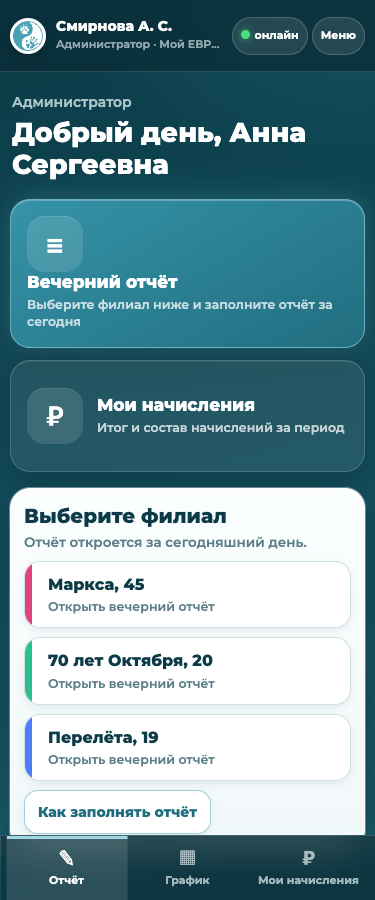 Смирнова А. С.
Администратор · Мой ЕВР...
онлайн
Меню
Администратор
Добрый день, Анна
Сергеевна
Вечерний отчёт
Выберите филиал ниже и заполните отчёт за
сегодня
₽
Мои начисления
Итог и состав начислений за период
Выберите филиал
Отчёт откроется за сегодняшний день.
Маркса, 45
Открыть вечерний отчёт
70 лет Октября, 20
Открыть вечерний отчёт
Перелёта, 19
Открыть вечерний отчёт
Как заполнять отчёт
Отчёт
График
₽
Мои начисления